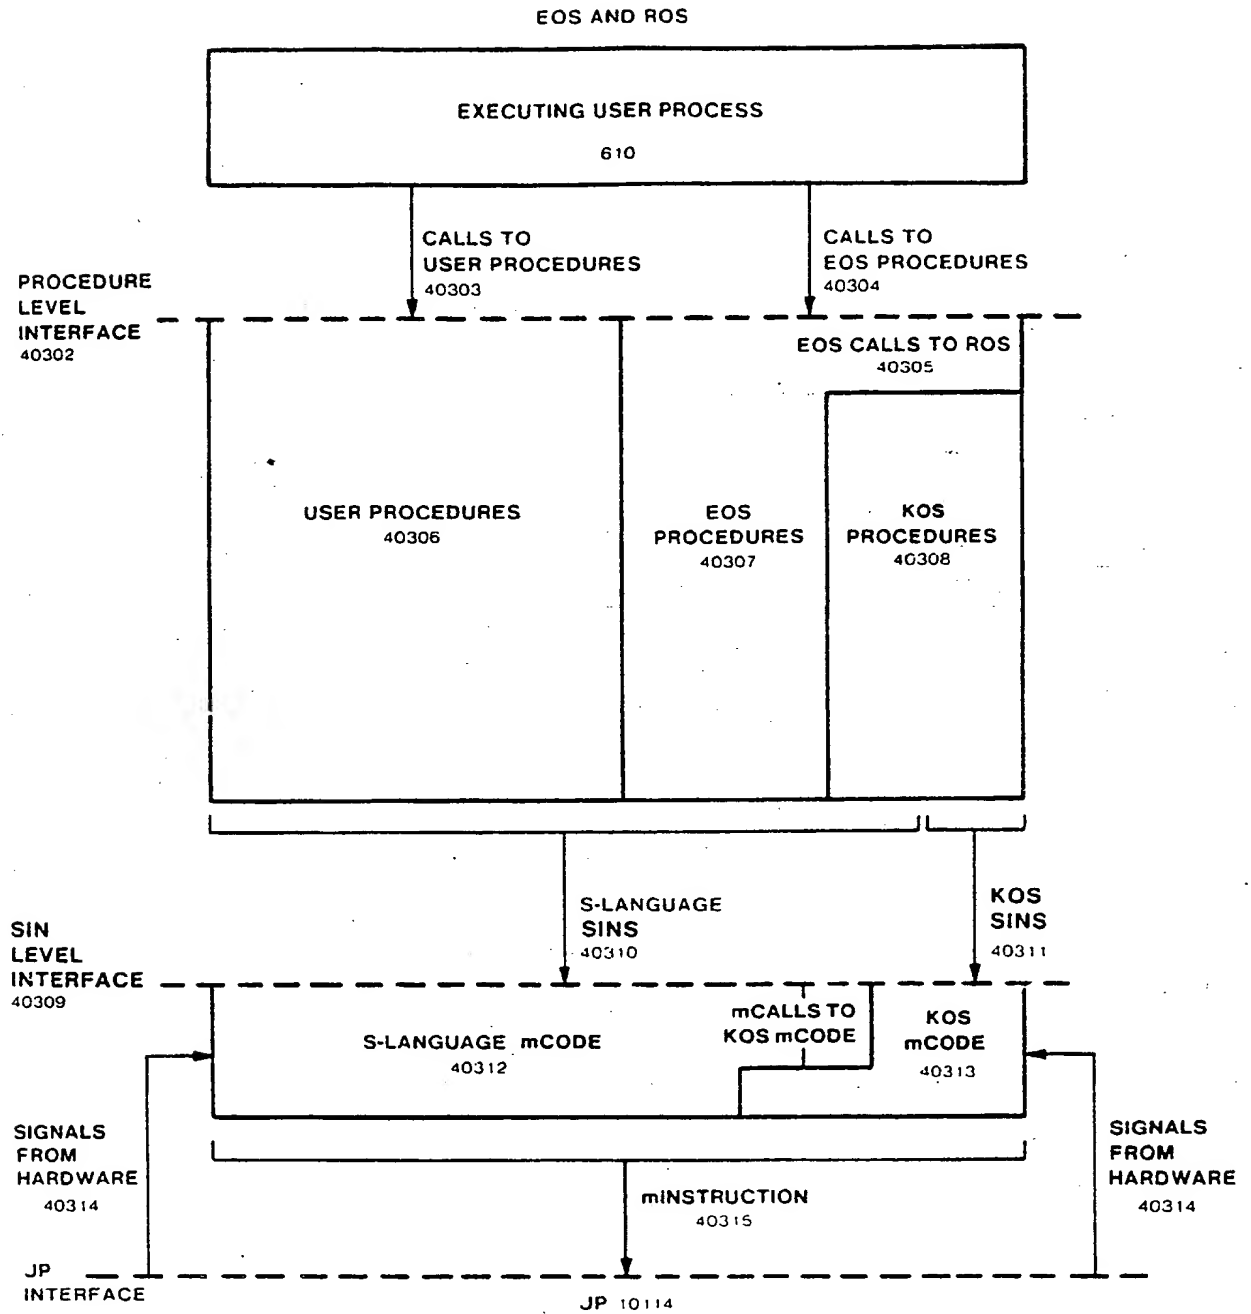 EOS AND ROS
EXECUTING USER PROCESS
610
CALLS TO
USER PROCEDURES
40303
CALLS TO
EOS PROCEDURES
40304
PROCEDURE
LEVEL
INTERFACE
40302
EOS CALLS TO ROS
40305
USER PROCEDURES
40306
EOS
PROCEDURES
40307
KOS
PROCEDURES
40308
S-LANGUAGE
SINS
40310
KOS
SINS
40311
SIN
LEVEL
INTERFACE
40309
S-LANGUAGE mCODE
40312
mCALLS TO
KOS mCODE
KOS
mCODE
40313
SIGNALS
FROM
HARDWARE
40314
mINSTRUCTION
40315
SIGNALS
FROM
HARDWARE
40314
JP
INTERFACE
JP 10114